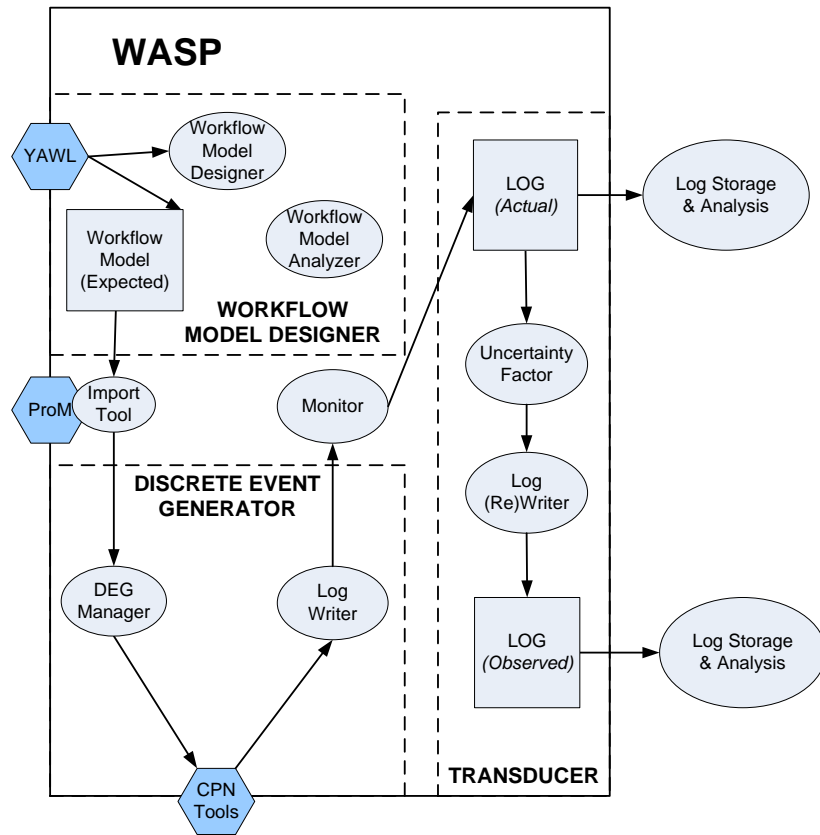 WASP
YAWL
Workflow
Model
Designer
Workflow
Model
Analyzer
Workflow
Model
(Expected)
WORKFLOW
MODEL DESIGNER
ProM
Import
Tool
Monitor
DISCRETE EVENT
GENERATOR
DEG
Manager
Log
Writer
CPN
Tools
LOG
(Actual)
Log Storage
& Analysis
Uncertainty
Factor
Log
(Re)Writer
LOG
(Observed)
Log Storage
& Analysis
TRANSDUCER